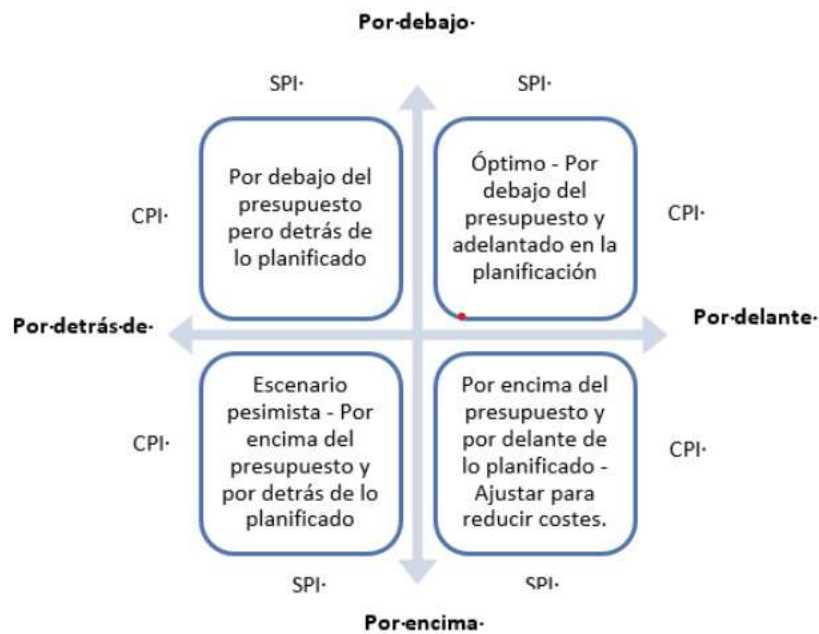 Por·debajo·
SPI·
SPI·
Por debajo del
presupuesto
pero detrás de
lo planificado
Óptimo - Por
debajo del
presupuesto y
adelantado en la
planificación
CPI·
CPI·
Por·detrás·de·
Por·delante·
Escenario
pesimista - Por
encima del
presupuesto y
por detrás de lo
planificado
Por encima del
presupuesto y
por delante de
lo planificado -
Ajustar para
reducir costes.
CPI·
CPI·
SPI·
SPI·
Por·encima·